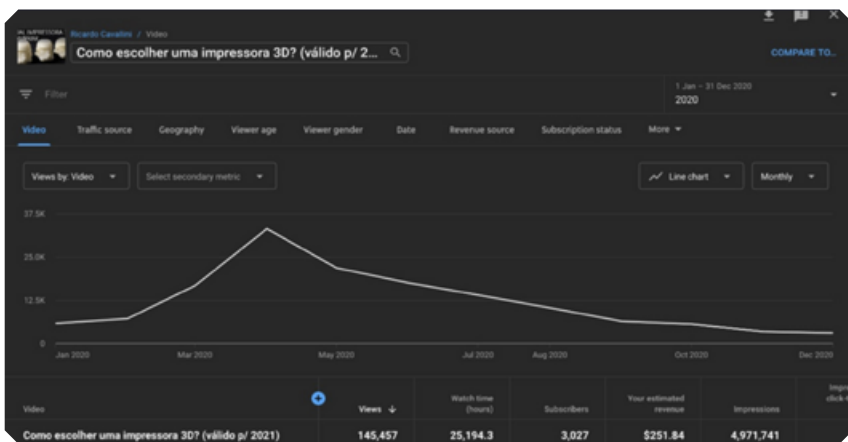 Ricardo Cavallini / Video
Como escolher uma impressora 3D? (válido p/ 2...
COMPARE TO...
Filter
1 Jan – 31 Dec 2020
2020
Video Traffic source Geography Viewer age Viewer gender Date Revenue source Subscription status More
Views by: Video Select secondary metric Line chart Monthly
37.5K
25.0K
12.5K
0
Jan 2020 Mar 2020 May 2020 Jul 2020 Aug 2020 Oct 2020 Dec 2020
Video Views Watch time (hours) Subscribers Your estimated revenue Impressions
Como escolher uma impressora 3D? (válido p/ 2021) 145,457 25,194.3 3,027 $251.84 4,971,741